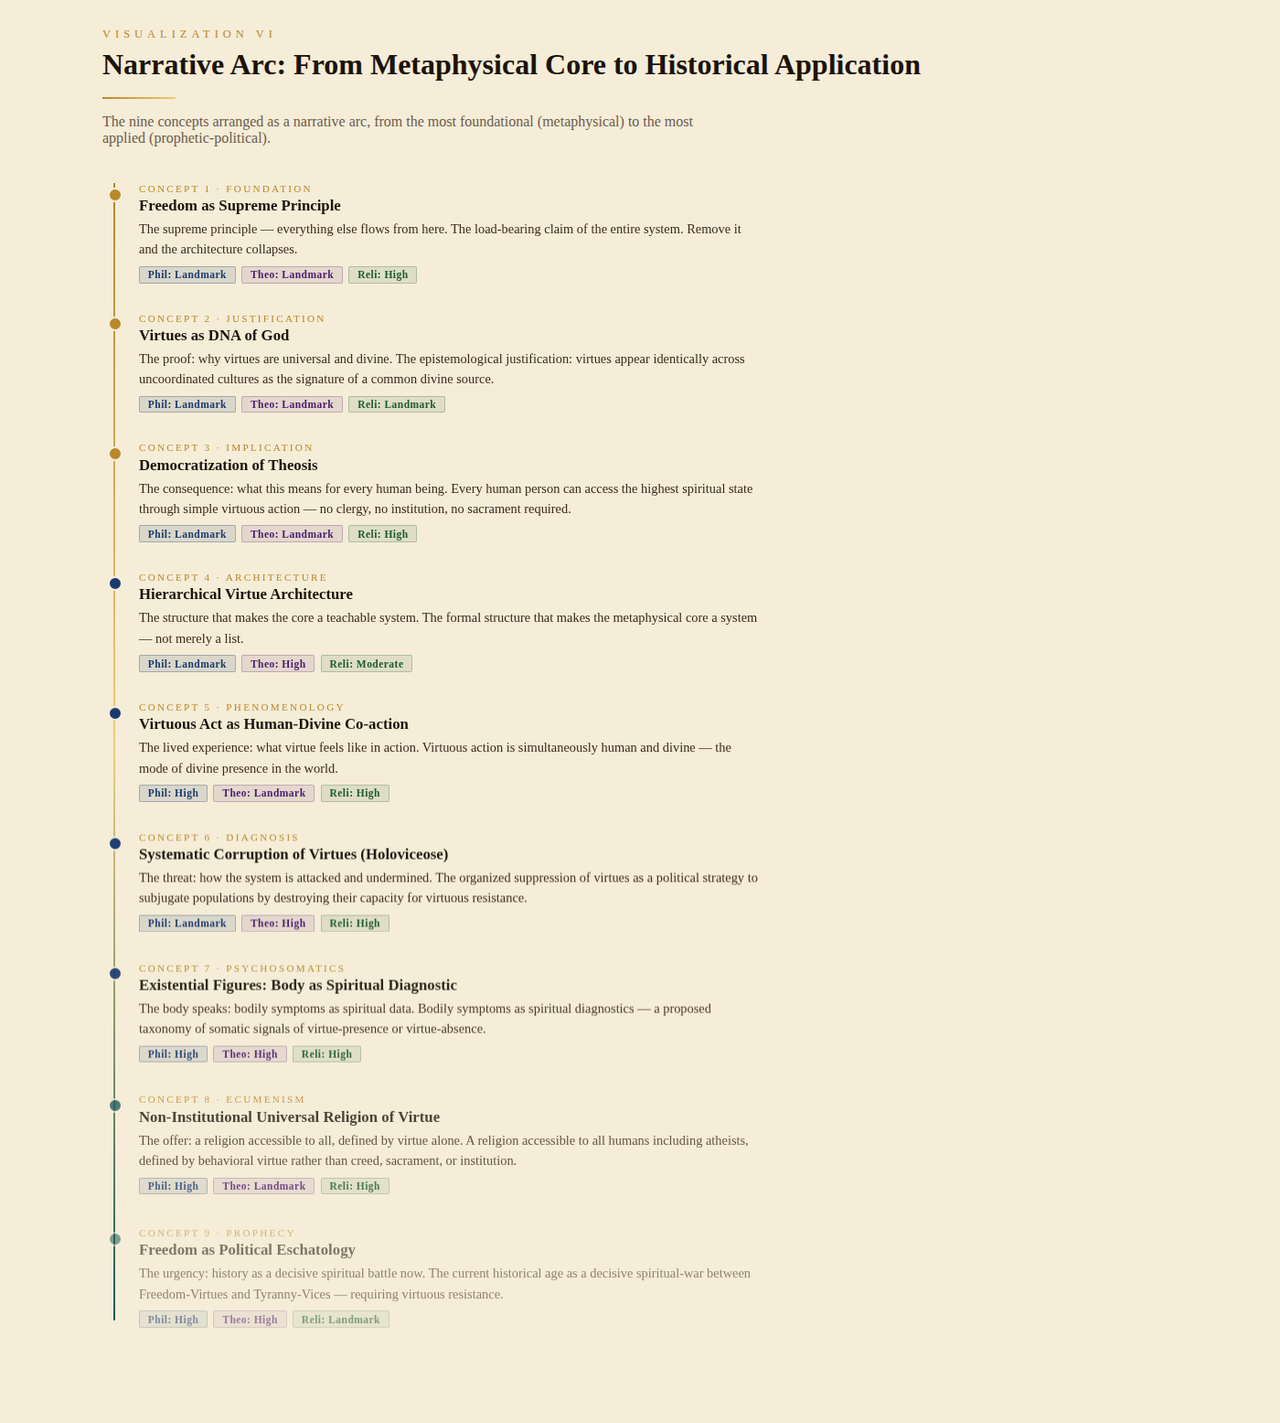 VISUALIZATION VI
Narrative Arc: From Metaphysical Core to Historical Application
The nine concepts arranged as a narrative arc, from the most foundational (metaphysical) to the most
applied (prophetic-political).
CONCEPT 1 · FOUNDATION
Freedom as Supreme Principle
The supreme principle — everything else flows from here. The load-bearing claim of the entire system. Remove it
and the architecture collapses.
Phil: Landmark Theo: Landmark Reli: High
CONCEPT 2 · JUSTIFICATION
Virtues as DNA of God
The proof: why virtues are universal and divine. The epistemological justification: virtues appear identically across
uncoordinated cultures as the signature of a common divine source.
Phil: Landmark Theo: Landmark Reli: Landmark
CONCEPT 3 · IMPLICATION
Democratization of Theosis
The consequence: what this means for every human being. Every human person can access the highest spiritual state
through simple virtuous action — no clergy, no institution, no sacrament required.
Phil: Landmark Theo: Landmark Reli: High
CONCEPT 4 · ARCHITECTURE
Hierarchical Virtue Architecture
The structure that makes the core a teachable system. The formal structure that makes the metaphysical core a system
— not merely a list.
Phil: Landmark Theo: High Reli: Moderate
CONCEPT 5 · PHENOMENOLOGY
Virtuous Act as Human-Divine Co-action
The lived experience: what virtue feels like in action. Virtuous action is simultaneously human and divine — the
mode of divine presence in the world.
Phil: High Theo: Landmark Reli: High
CONCEPT 6 · DIAGNOSIS
Systematic Corruption of Virtues (Holoviceose)
The threat: how the system is attacked and undermined. The organized suppression of virtues as a political strategy to
subjugate populations by destroying their capacity for virtuous resistance.
Phil: Landmark Theo: High Reli: High
CONCEPT 7 · PSYCHOSOMATICS
Existential Figures: Body as Spiritual Diagnostic
The body speaks: bodily symptoms as spiritual data. Bodily symptoms as spiritual diagnostics — a proposed
taxonomy of somatic signals of virtue-presence or virtue-absence.
Phil: High Theo: High Reli: High
CONCEPT 8 · ECUMENISM
Non-Institutional Universal Religion of Virtue
The offer: a religion accessible to all, defined by virtue alone. A religion accessible to all humans including atheists,
defined by behavioral virtue rather than creed, sacrament, or institution.
Phil: High Theo: Landmark Reli: High
CONCEPT 9 · PROPHECY
Freedom as Political Eschatology
The urgency: history as a decisive spiritual battle now. The current historical age as a decisive spiritual-war between
Freedom-Virtues and Tyranny-Vices — requiring virtuous resistance.
Phil: High Theo: High Reli: Landmark